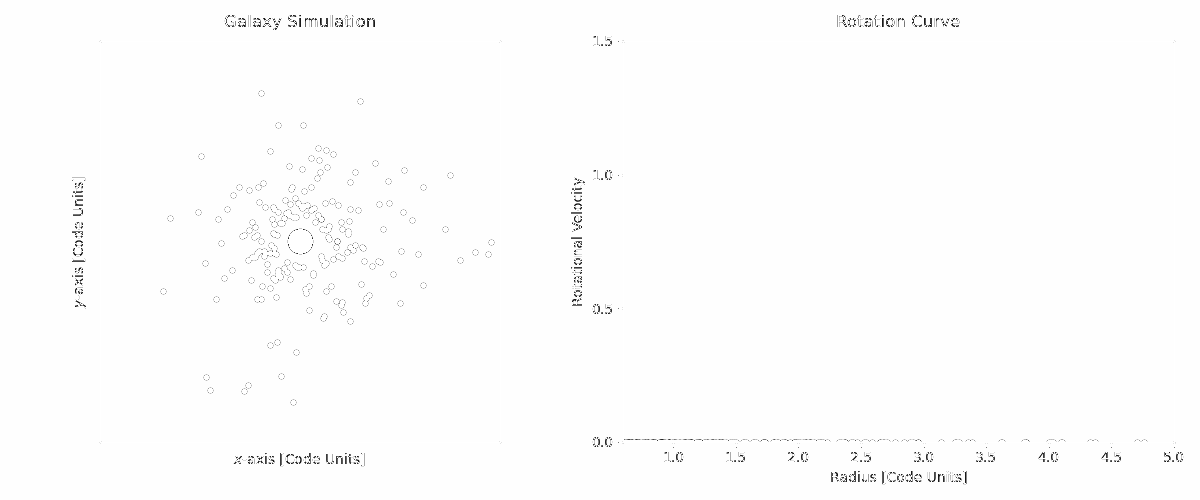 Galaxy Simulation
y-axis [Code Units]
x-axis [Code Units]
Rotation Curve
Rotational Velocity
1.5
1.0
0.5
0.0
1.0 1.5 2.0 2.5 3.0 3.5 4.0 4.5 5.0
Radius [Code Units]